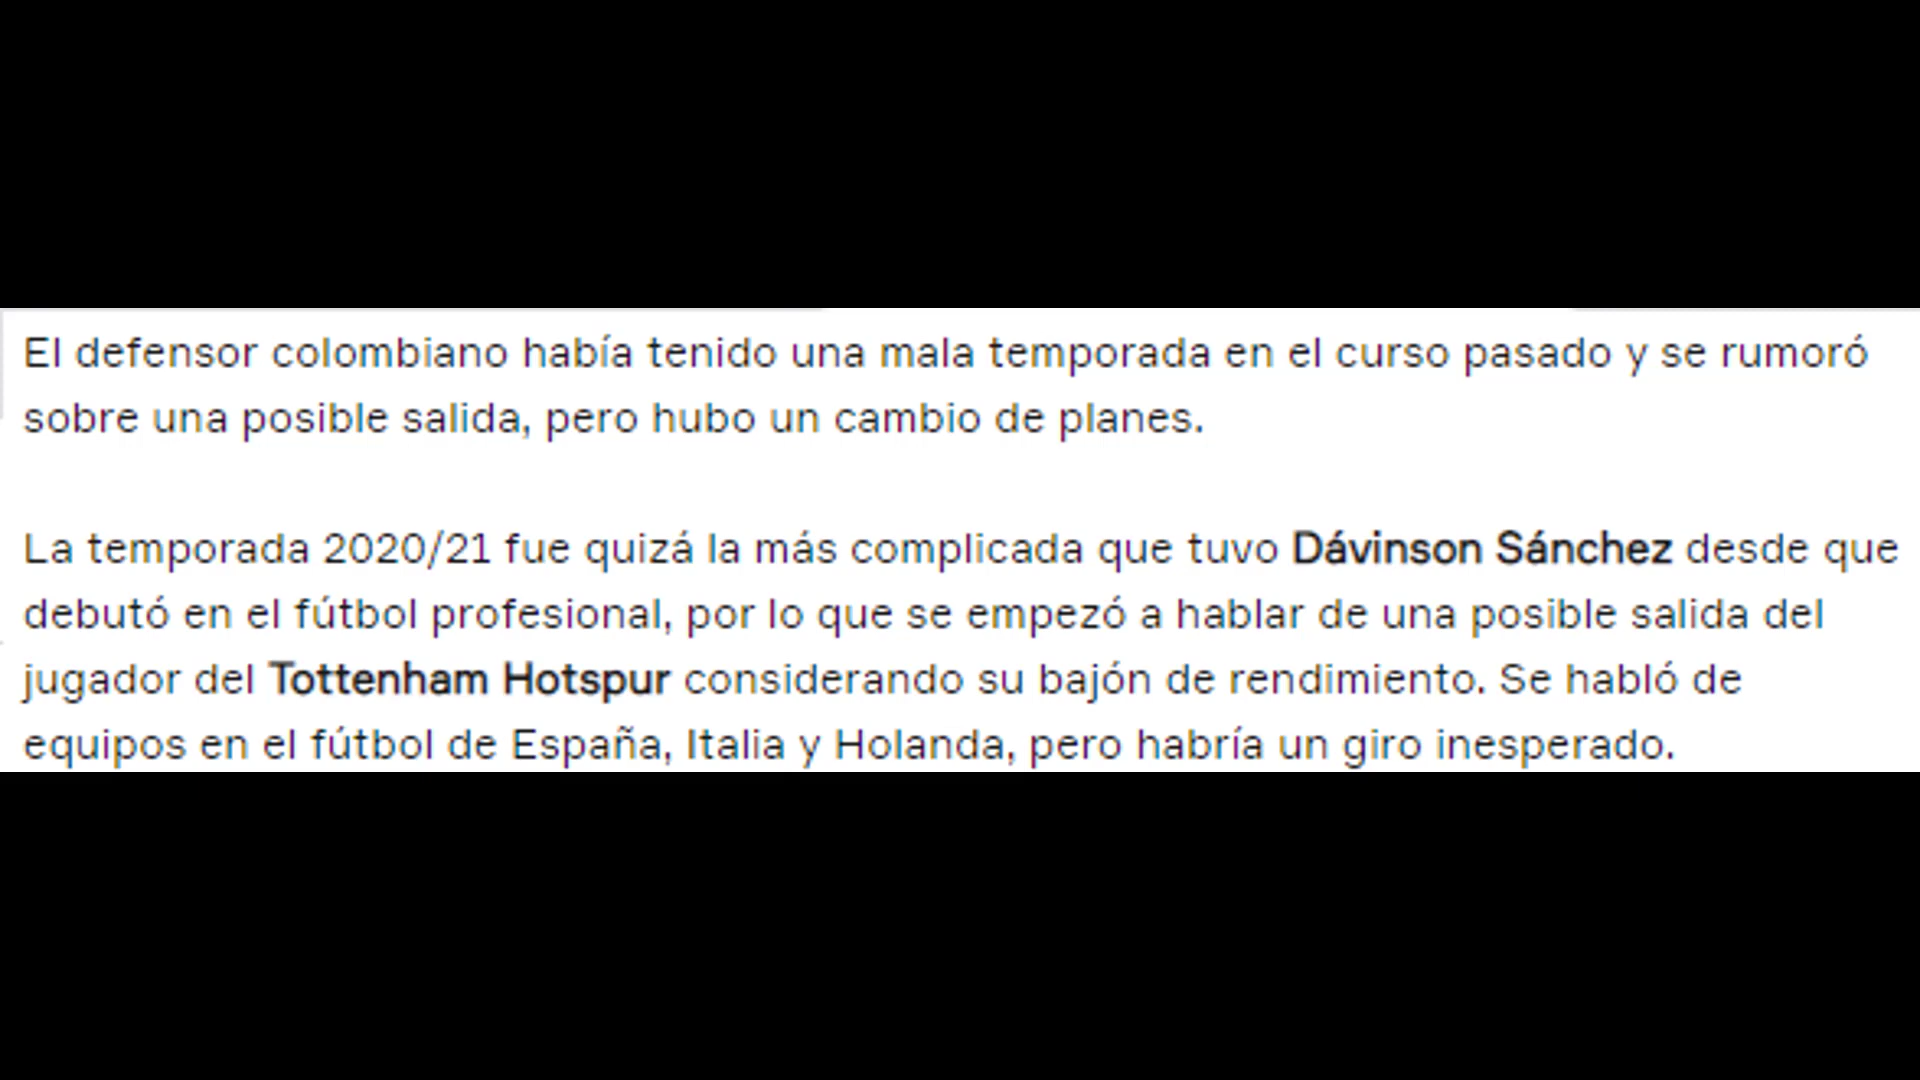 El defensor colombiano había tenido una mala temporada en el curso pasado y se rumoró
sobre una posible salida, pero hubo un cambio de planes.
La temporada 2020/21 fue quizá la más complicada que tuvo Dávinson Sánchez desde que
debutó en el fútbol profesional, por lo que se empezó a hablar de una posible salida del
jugador del Tottenham Hotspur considerando su bajón de rendimiento. Se habló de
equipos en el fútbol de España, Italia y Holanda, pero habría un giro inesperado.